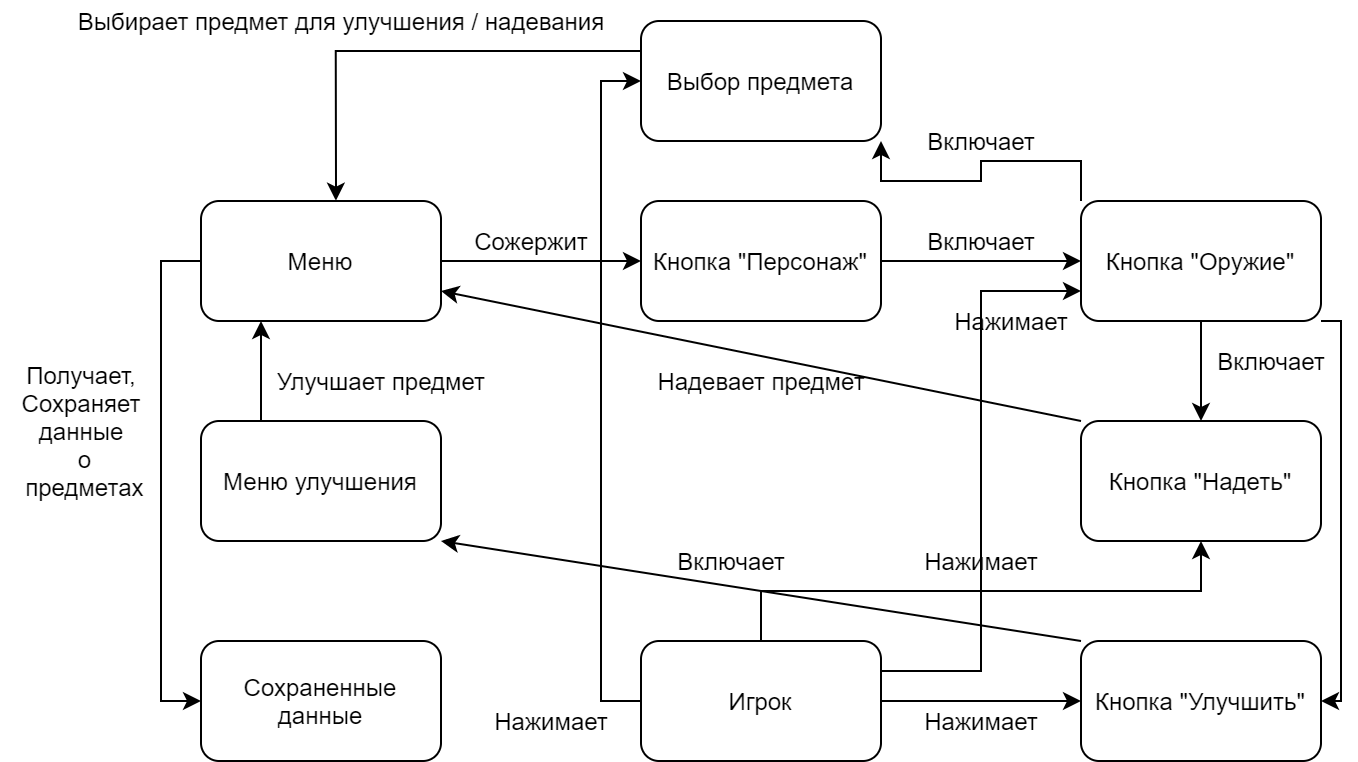 Выбирает предмет для улучшения / надевания
Выбор предмета
Включает
Меню
Сожержит
Кнопка "Персонаж"
Включает
Кнопка "Оружие"
Нажимает
Включает
Получает,
Сохраняет
данные
о
предметах
Улучшает предмет
Надевает предмет
Меню улучшения
Кнопка "Надеть"
Включает
Нажимает
Сохраненные
данные
Нажимает
Игрок
Нажимает
Кнопка "Улучшить"